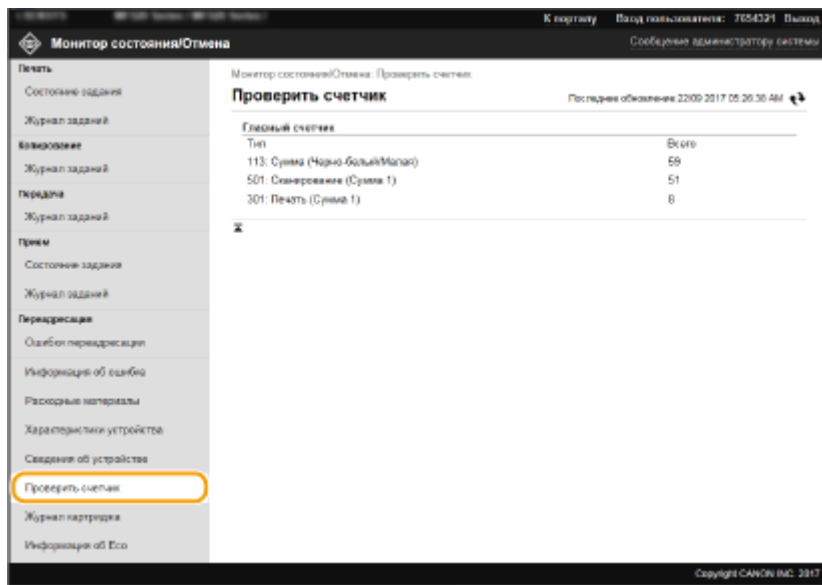 К порталу Вход пользователя: 7654321 Выход
Монитор состояния/Отмена
Сообщение администратору системы
Печать
Состояние задания
Журнал заданий
Копирование
Журнал заданий
Передача
Журнал заданий
Прием
Состояние задания
Журнал заданий
Переадресация
Ошибки переадресации
Информация об ошибке
Расходные материалы
Характеристики устройства
Сведения об устройстве
Проверить счетчик
Журнал картриджа
Информация об Eco
Монитор состояния/Отмена: Проверить счетчик
Проверить счетчик
Последнее обновление 22/09 2017 05:26:36 AM
Главный счетчик
Тип Всего
113: Сумма (Черно-белый/Малая) 59
501: Сканирование (Сумма 1) 51
301: Печать (Сумма 1) 8
Copyright CANON INC. 2017